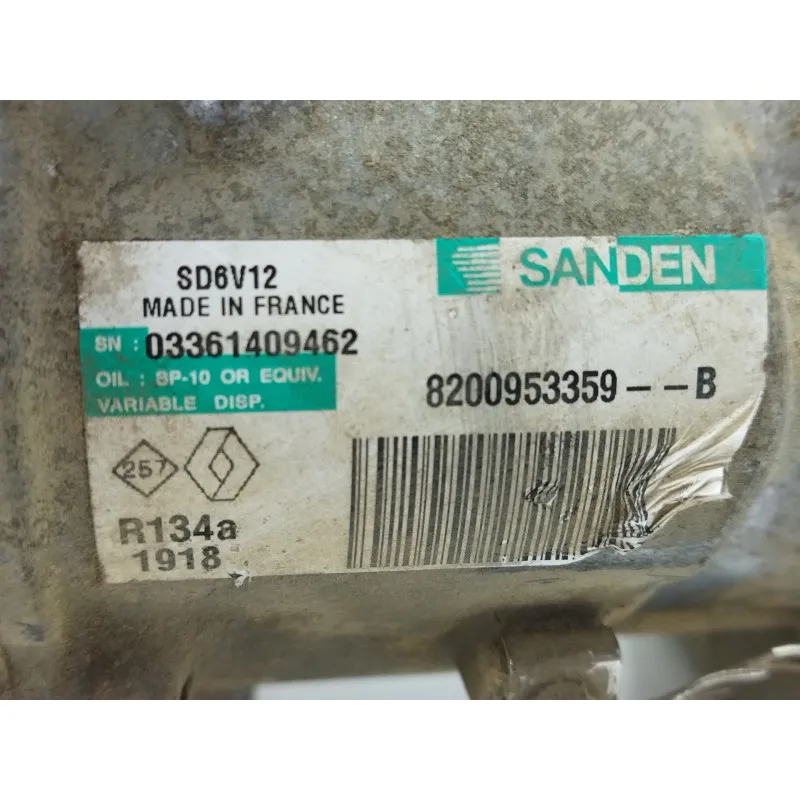 SD6V12
SANDEN
MADE IN FRANCE
SN : 03361409462
OIL : SP-10 OR EQUIV.
VARIABLE DISP.
8200953359--B
257
R134a
1918